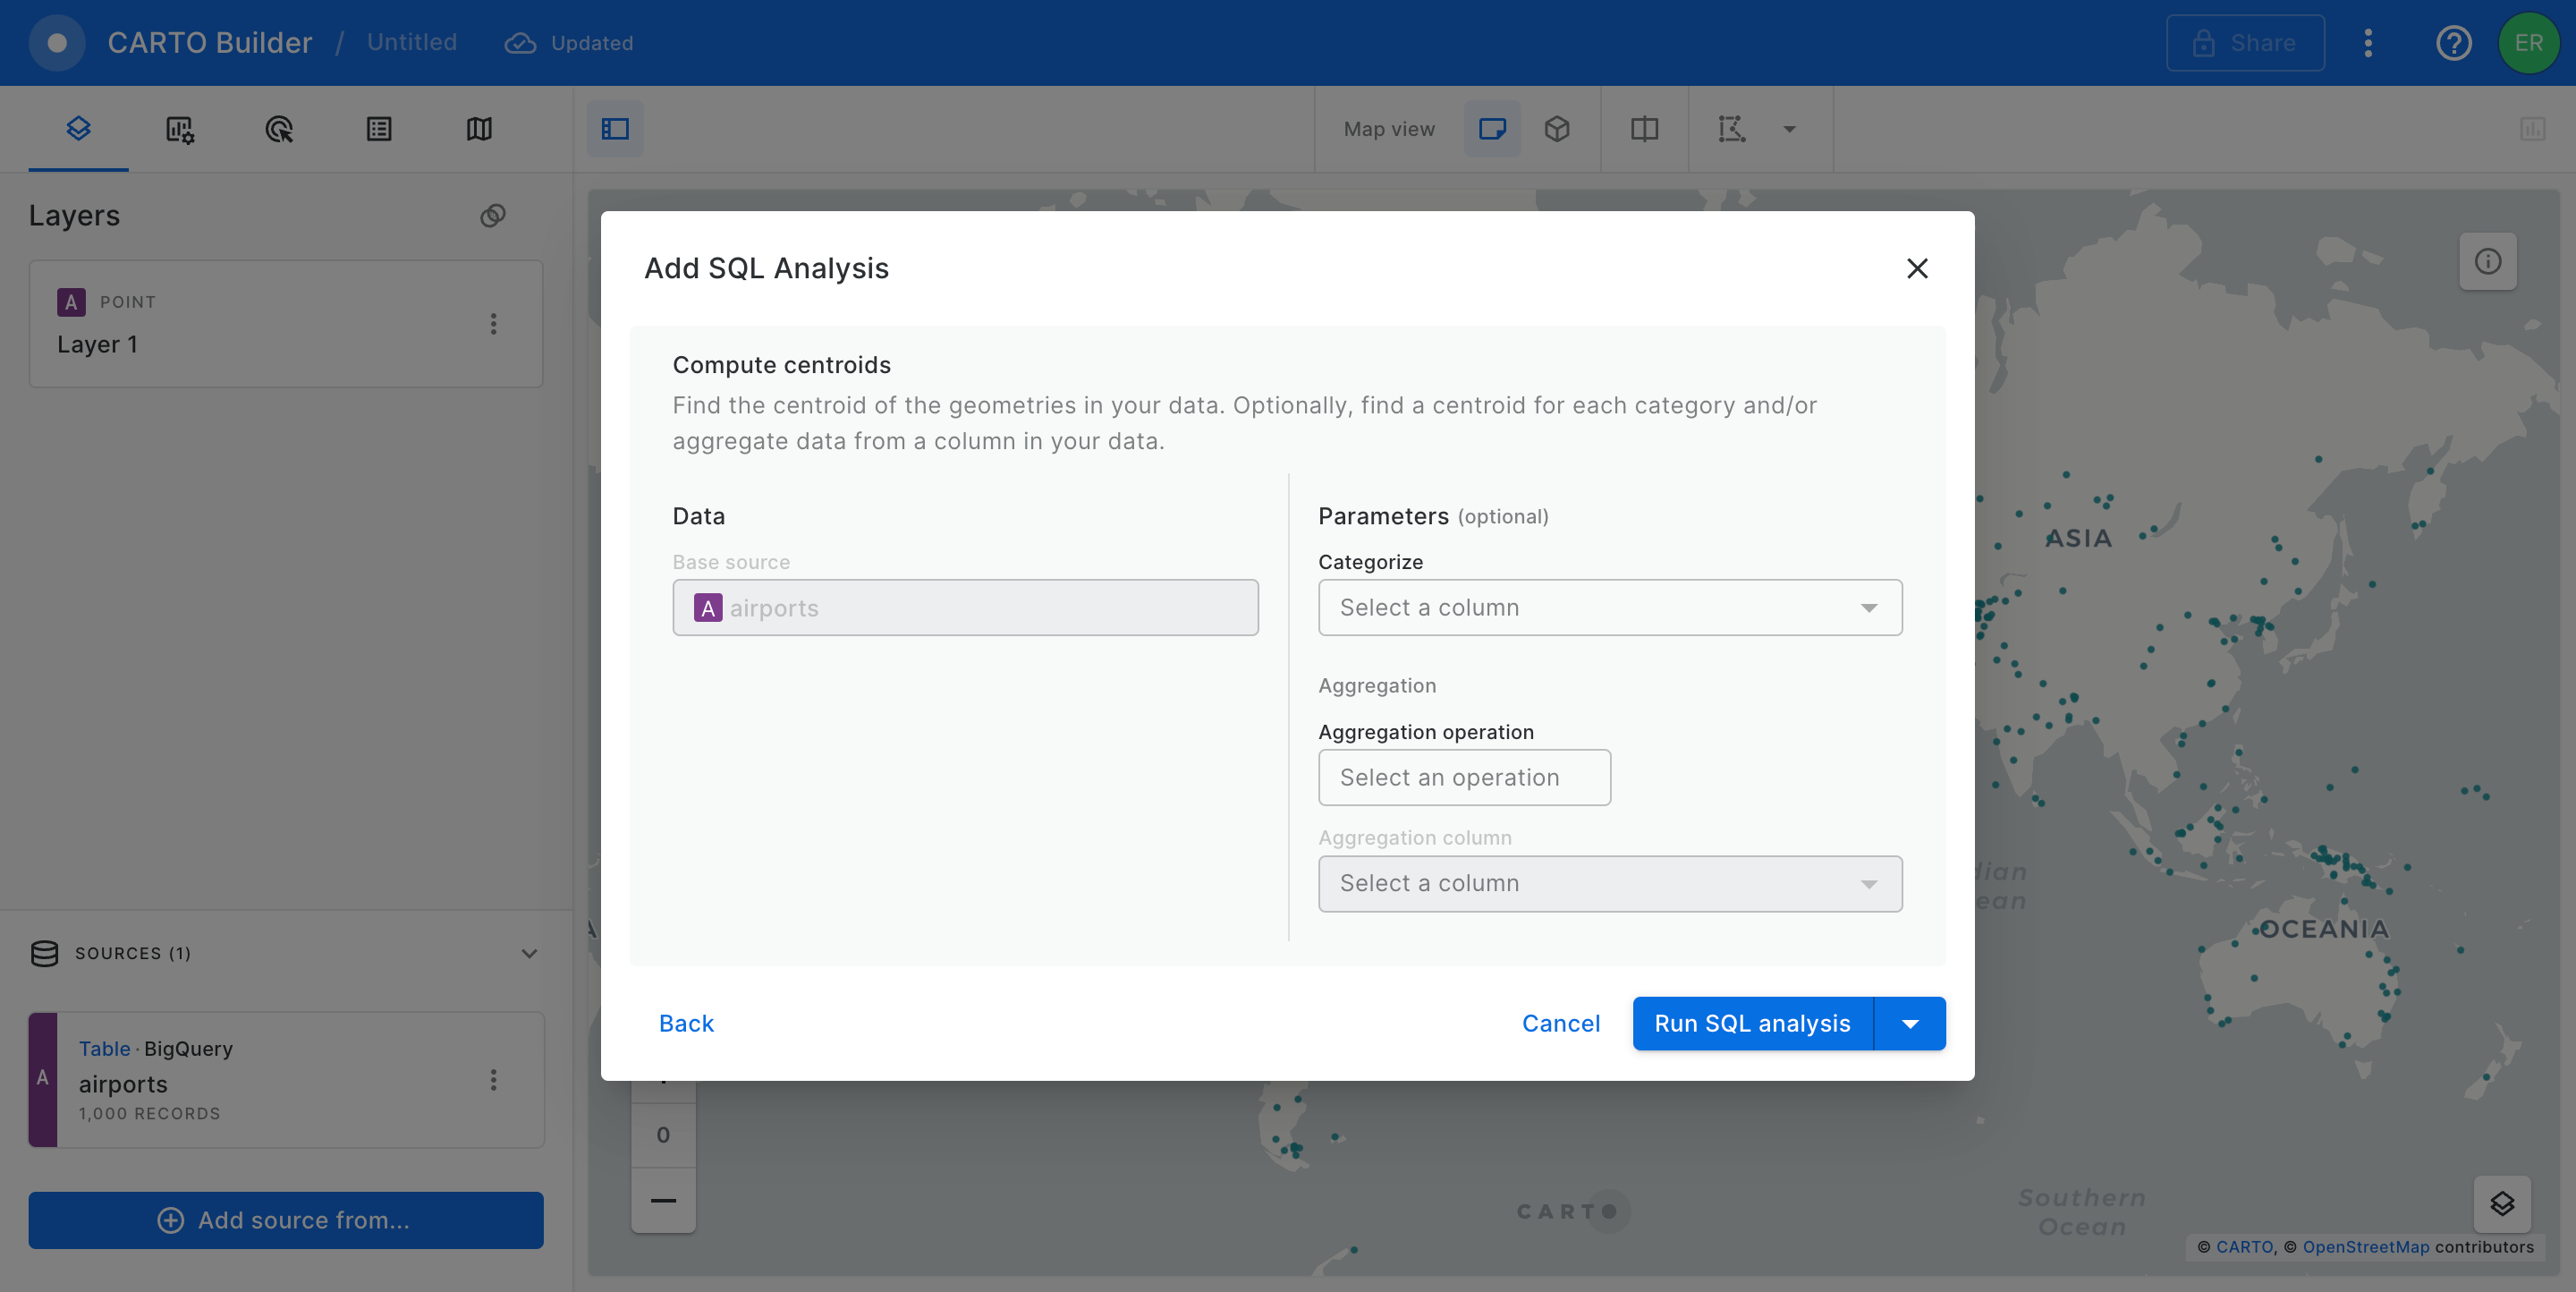 CARTO Builder / Untitled Updated Share ER
Map view
Layers
A POINT
Layer 1
SOURCES (1)
A
Table · BigQuery
airports
1,000 RECORDS
Add source from...
Add SQL Analysis
Compute centroids
Find the centroid of the geometries in your data. Optionally, find a centroid for each category and/or
aggregate data from a column in your data.
Data
Base source
A airports
Parameters (optional)
Categorize
Select a column
Aggregation
Aggregation operation
Select an operation
Aggregation column
Select a column
Back
Cancel
Run SQL analysis
ASIA
dian
ean
OCEANIA
0
CARTO
Southern
Ocean
© CARTO, © OpenStreetMap contributors